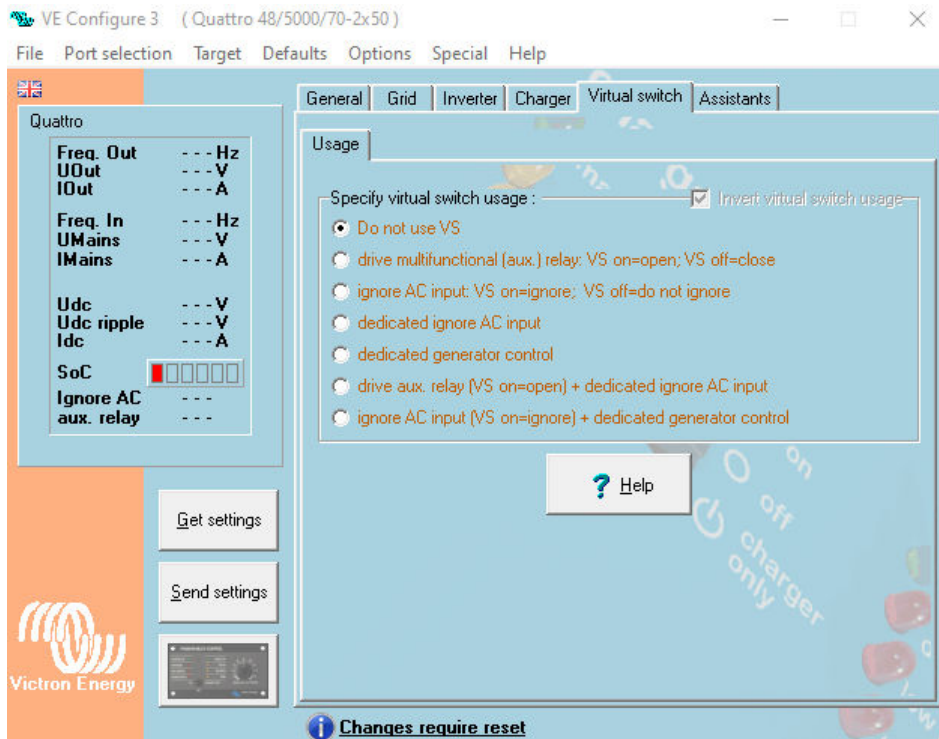 VE Configure 3 ( Quattro 48/5000/70-2x50 )
File Port selection Target Defaults Options Special Help
General Grid Inverter Charger Virtual switch Assistants
Quattro
Freq. Out - - - Hz
UOut - - - V
IOut - - - A
Freq. In - - - Hz
UMains - - - V
IMains - - - A
Udc - - - V
Udc ripple - - - V
Idc - - - A
SoC
Ignore AC - - -
aux. relay - - -
Usage
Specify virtual switch usage : Invert virtual switch usage
Do not use VS
drive multifunctional (aux.) relay: VS on=open; VS off=close
ignore AC input: VS on=ignore; VS off=do not ignore
dedicated ignore AC input
dedicated generator control
drive aux. relay (VS on=open) + dedicated ignore AC input
ignore AC input (VS on=ignore) + dedicated generator control
? Help
on
off
charger
only
Get settings
Send settings
Victron Energy
Changes require reset